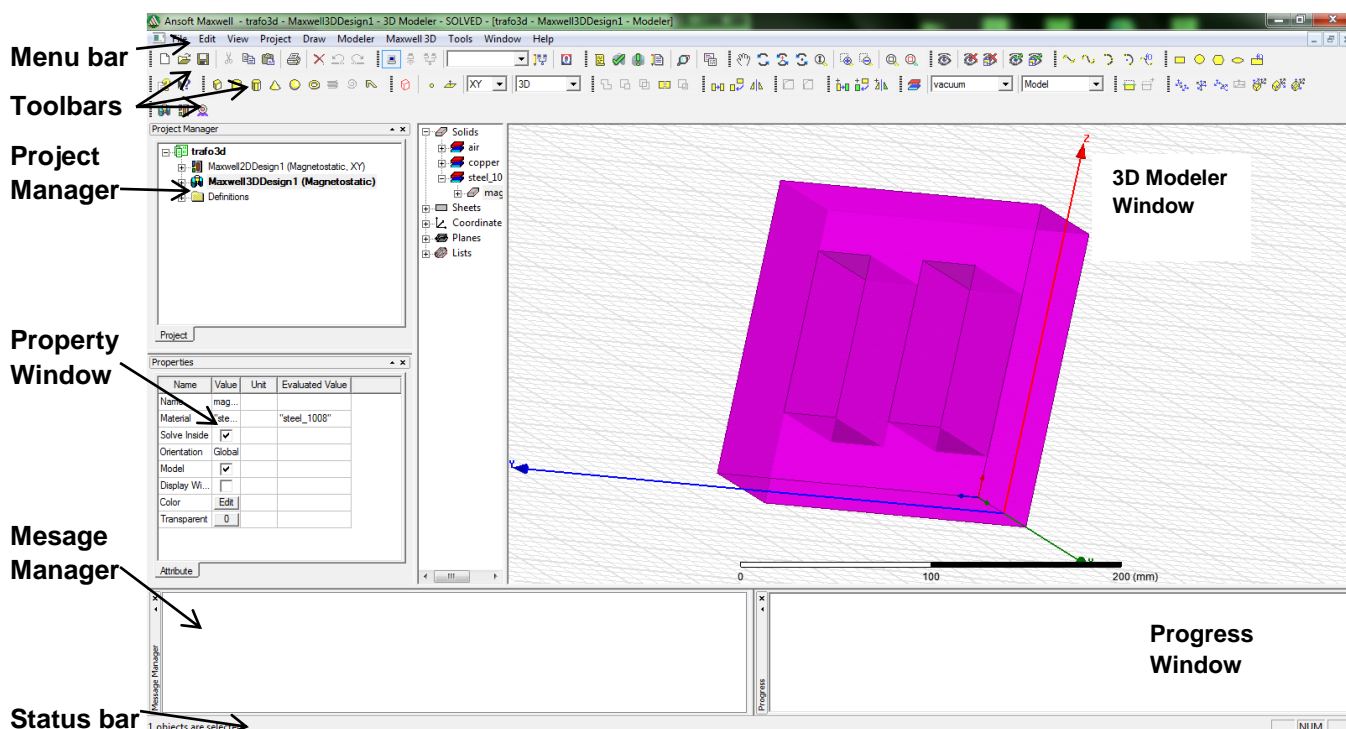 Ansoft Maxwell - trafo3d - Maxwell3DDesign1 - 3D Modeler - SOLVED - [trafo3d - Maxwell3DDesign1 - Modeler]
File Edit View Project Draw Modeler Maxwell 3D Tools Window Help
Menu bar
XY
3D
vacuum
Model
Toolbars
Project Manager
trafo3d
Maxwell2DDesign1 (Magnetostatic, XY)
Maxwell3DDesign1 (Magnetostatic)
Definitions
Project
Project
Manager
Solids
air
copper
steel_10
mag
Sheets
Coordinate
Planes
Lists
Z
Y
3D Modeler
Window
0 100 200 (mm)
Property
Window
Properties
Name Value Unit Evaluated Value
Name mag...
Material "ste... "steel_1008"
Solve Inside
Orientation Global
Model
Display Wi...
Color Edit
Transparent 0
Attribute
Mesage
Manager
Message Manager
Progress
Progress
Window
Status bar
1 objects are selected
NUM